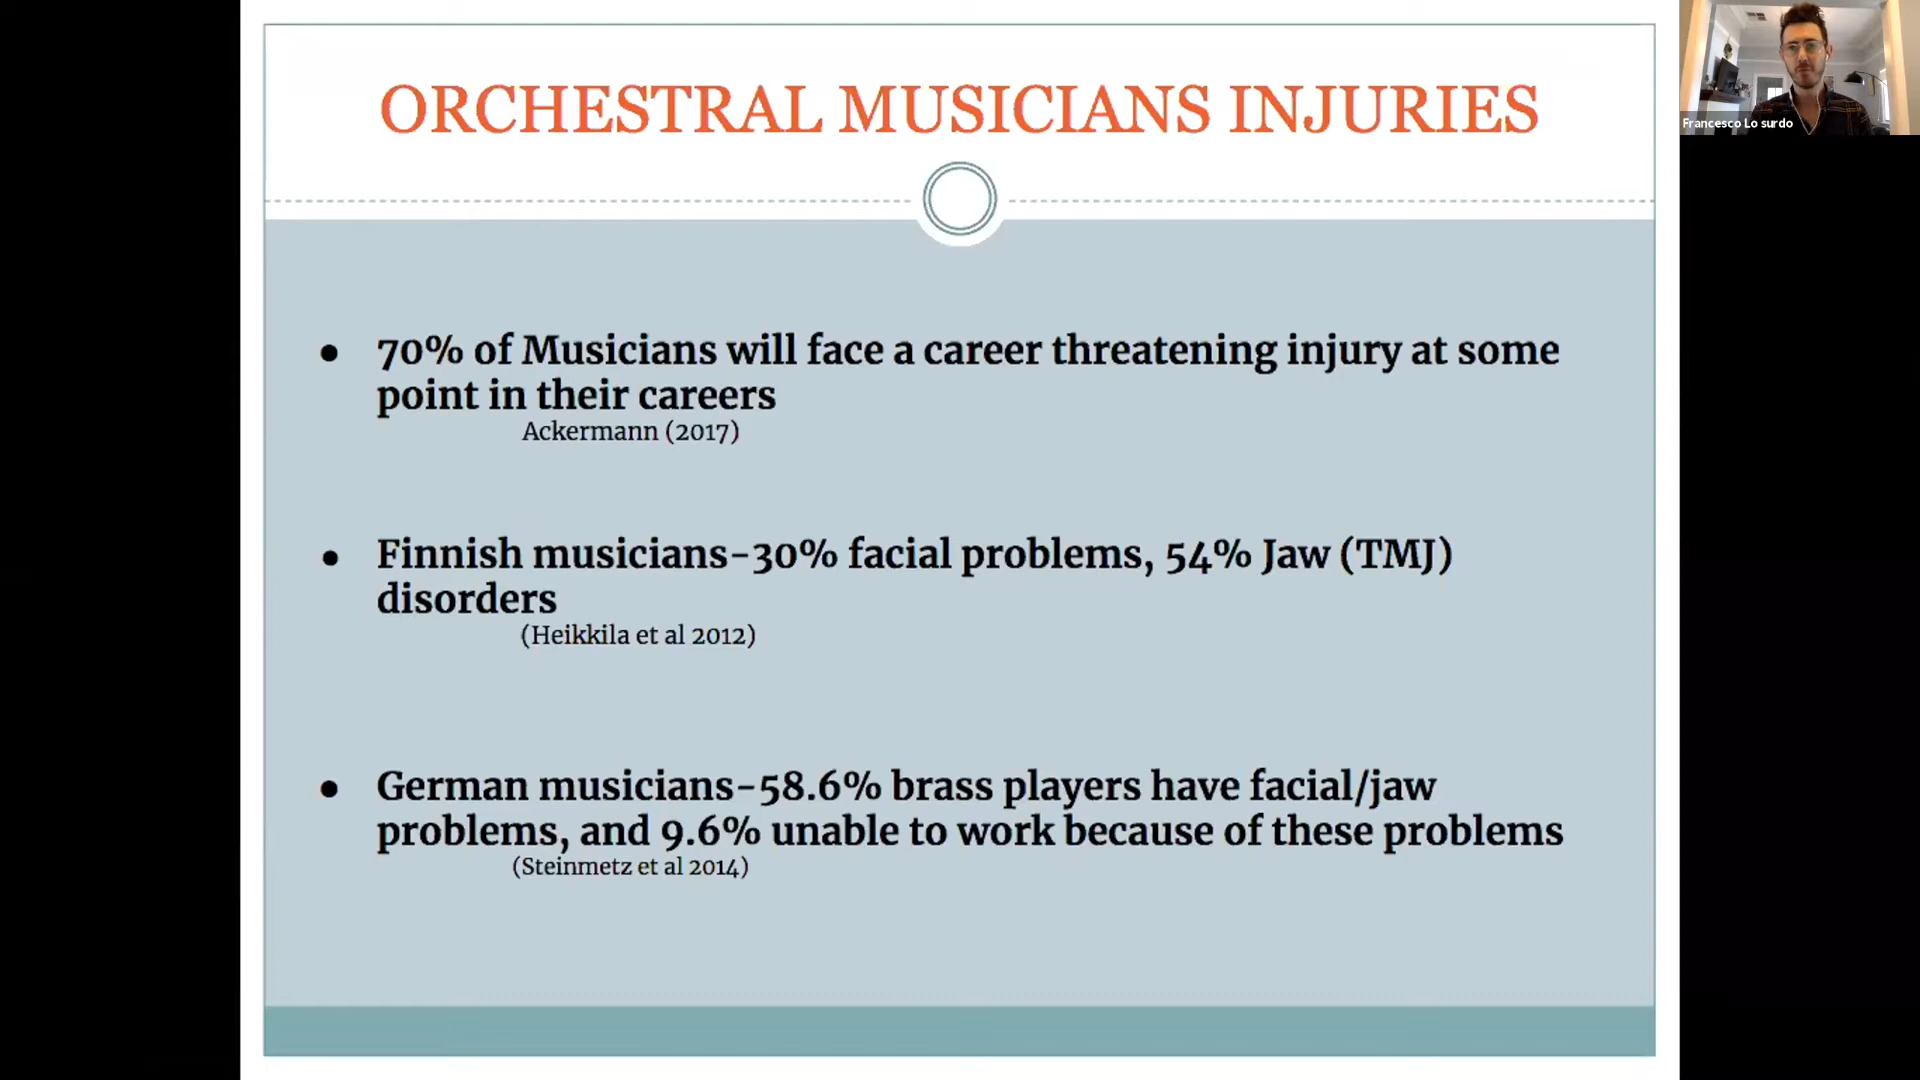 ORCHESTRAL MUSICIANS INJURIES
Francesco Lo surdo
● 70% of Musicians will face a career threatening injury at some
point in their careers
Ackermann (2017)
● Finnish musicians-30% facial problems, 54% Jaw (TMJ)
disorders
(Heikkila et al 2012)
● German musicians-58.6% brass players have facial/jaw
problems, and 9.6% unable to work because of these problems
(Steinmetz et al 2014)